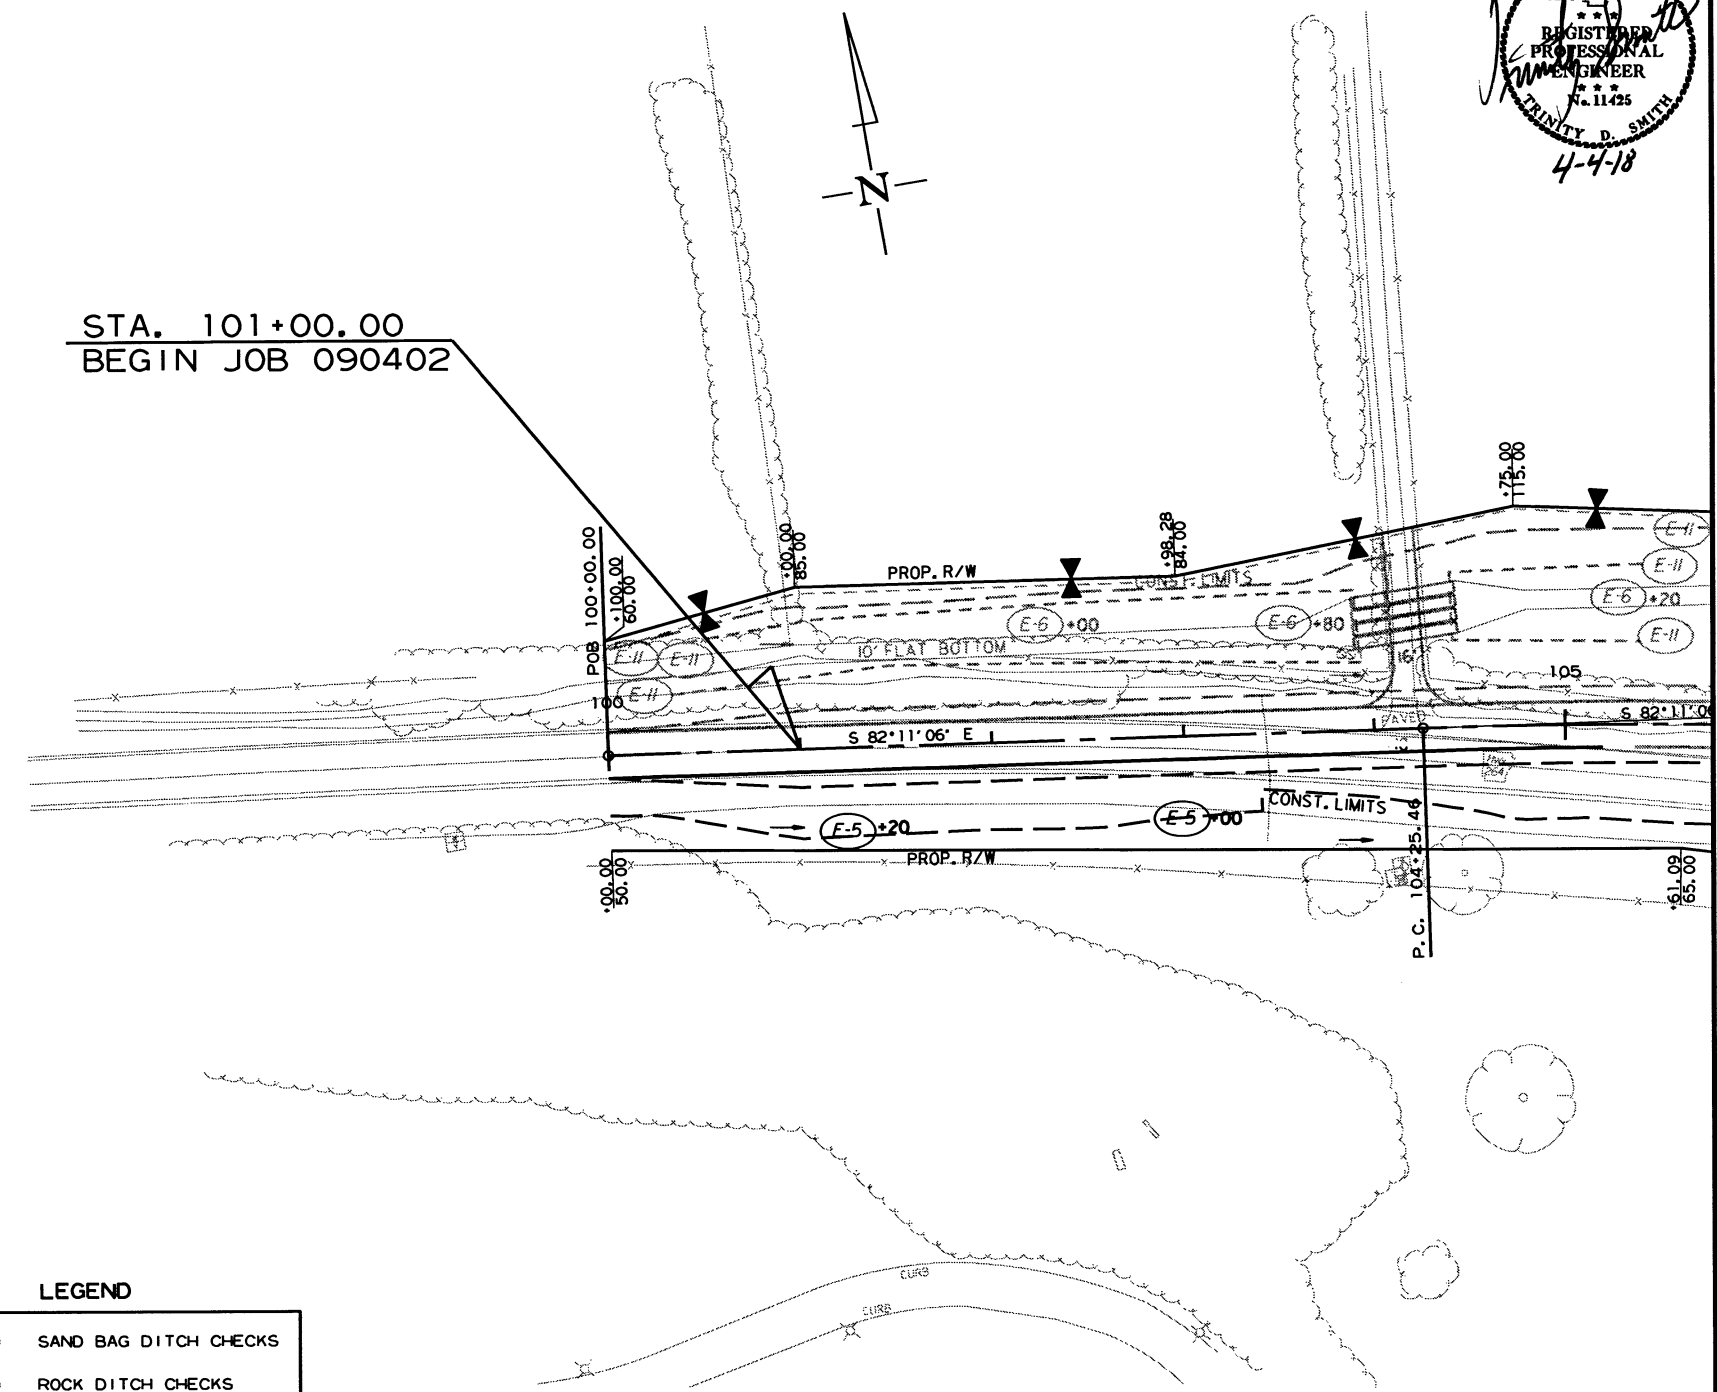 REGISTERED
PROFESSIONAL
ENGINEER
No. 11425
TRINITY D. SMITH
4-4-18
N
STA. 101+00.00
BEGIN JOB 090402
POB 100+00.00
+100.00
60.00
+00.00
85.00
PROP. R/W
+98.28
84.00
CONST. LIMITS
+75.00
115.00
E-11
E-11
E-6 +20
E-11
E-6 +00
E-6 +80
10' FLAT BOTTOM
16'
E-11
E-11
E-11
100
105
PAVED
S 82°11'06" E
S 82°11'06
CONST. LIMITS
E-5 +20
E-5 +00
PROP. R/W
+00.00
50.00
P.C. 104+25.46
+61.09
65.00
CURB
CURB
LEGEND
SAND BAG DITCH CHECKS
ROCK DITCH CHECKS